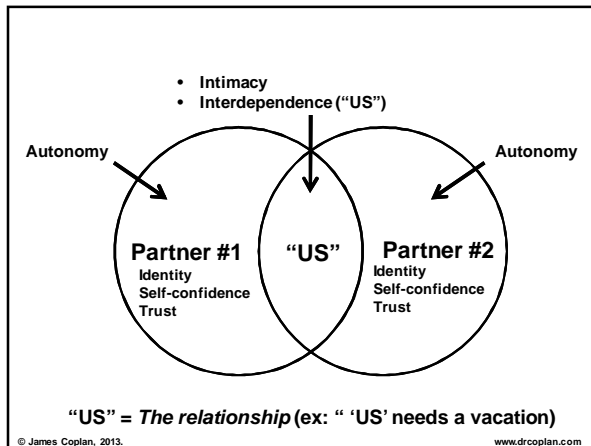 • Intimacy
• Interdependence (“US”)
Autonomy
Autonomy
Partner #1
Identity
Self-confidence
Trust
“US”
Partner #2
Identity
Self-confidence
Trust
“US” = The relationship (ex: “ ‘US’ needs a vacation)
© James Coplan, 2013.
www.drcoplan.com